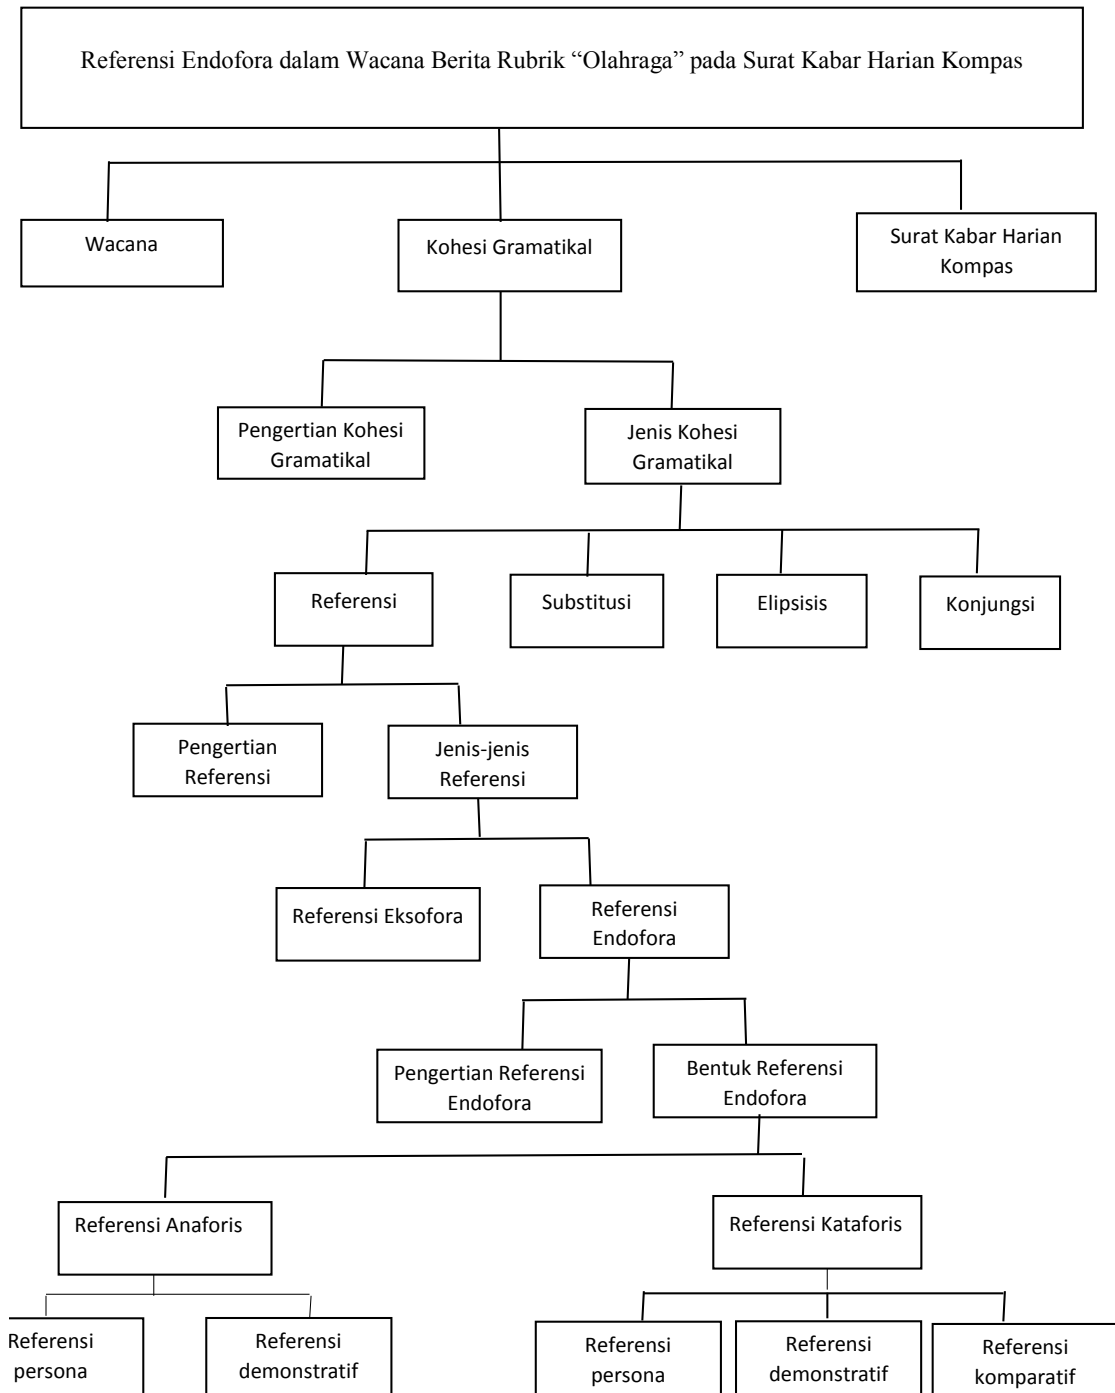 Referensi Endofora dalam Wacana Berita Rubrik “Olahraga” pada Surat Kabar Harian Kompas
Wacana
Kohesi Gramatikal
Surat Kabar Harian
Kompas
Pengertian Kohesi
Gramatikal
Jenis Kohesi
Gramatikal
Referensi
Substitusi
Elipsisis
Konjungsi
Pengertian
Referensi
Jenis-jenis
Referensi
Referensi Eksofora
Referensi
Endofora
Pengertian Referensi
Endofora
Bentuk Referensi
Endofora
Referensi Anaforis
Referensi Kataforis
Referensi
persona
Referensi
demonstratif
Referensi
persona
Referensi
demonstratif
Referensi
komparatif